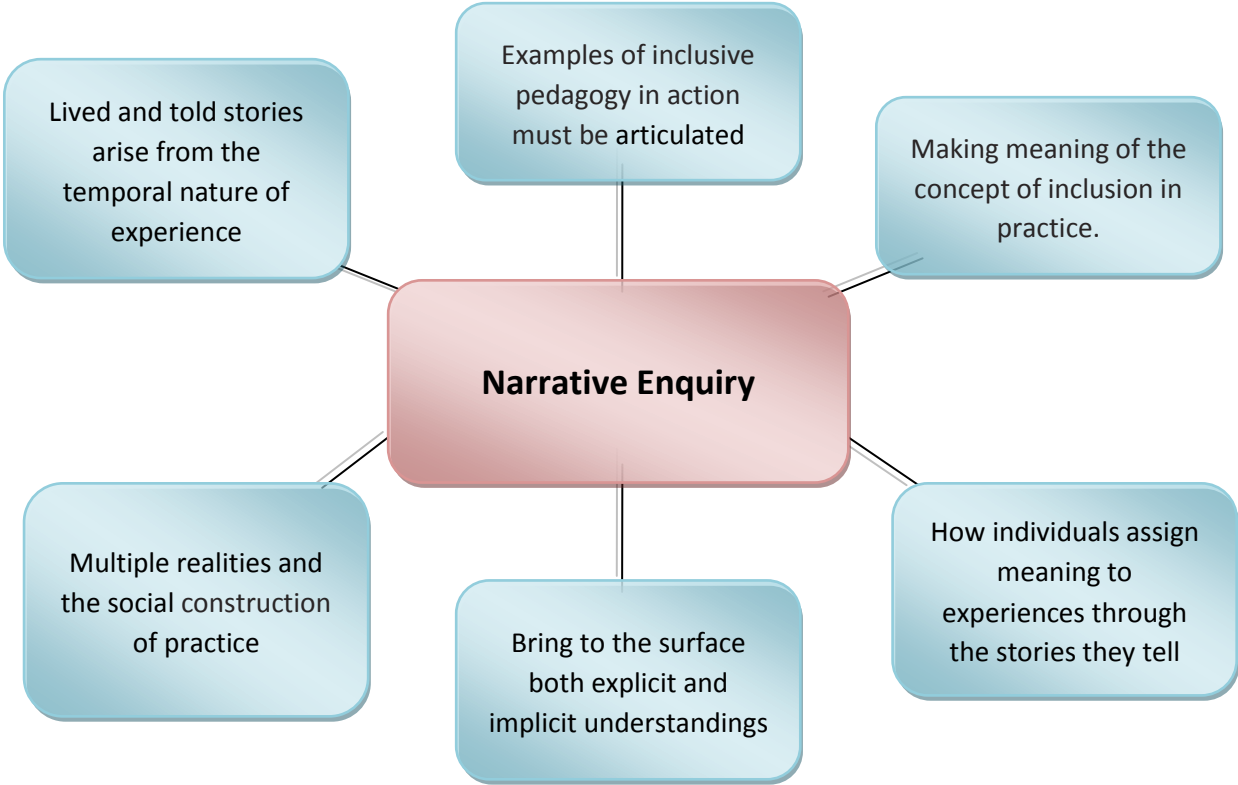 Lived and told stories
arise from the
temporal nature of
experience
Examples of inclusive
pedagogy in action
must be articulated
Making meaning of the
concept of inclusion in
practice.
Narrative Enquiry
Multiple realities and
the social construction
of practice
Bring to the surface
both explicit and
implicit understandings
How individuals assign
meaning to
experiences through
the stories they tell